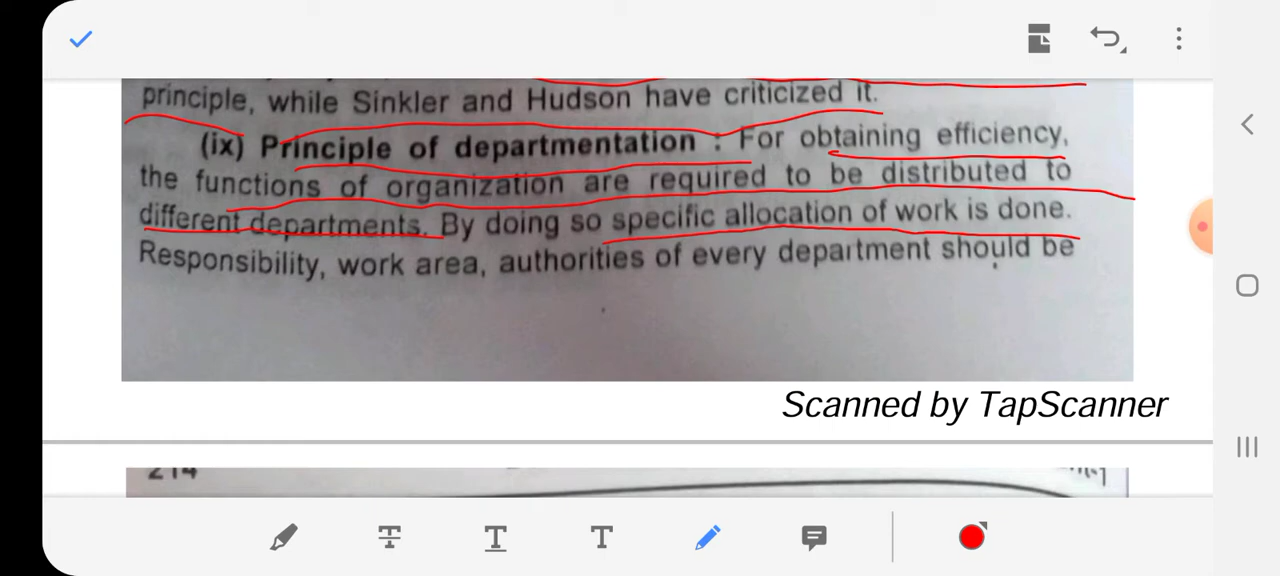 principle, while Sinkler and Hudson have criticized it.
(ix) Principle of departmentation : For obtaining efficiency,
the functions of organization are required to be distributed to
different departments. By doing so specific allocation of work is done.
Responsibility, work area, authorities of every department should be
Scanned by TapScanner
214
T T T